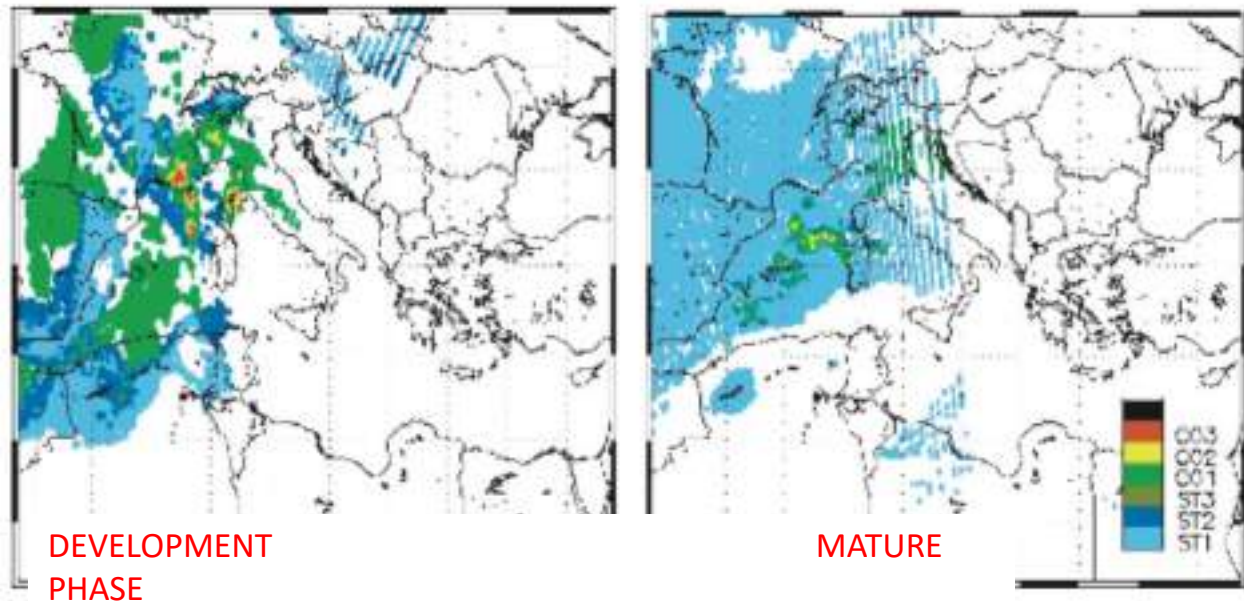 CO3
CO2
CO1
ST3
ST2
ST1
DEVELOPMENT
PHASE
MATURE